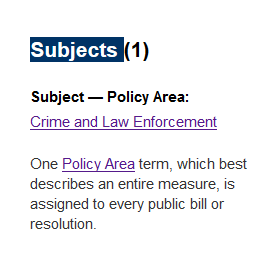 Subjects (1)
Subject — Policy Area:
Crime and Law Enforcement
One Policy Area term, which best
describes an entire measure, is
assigned to every public bill or
resolution.